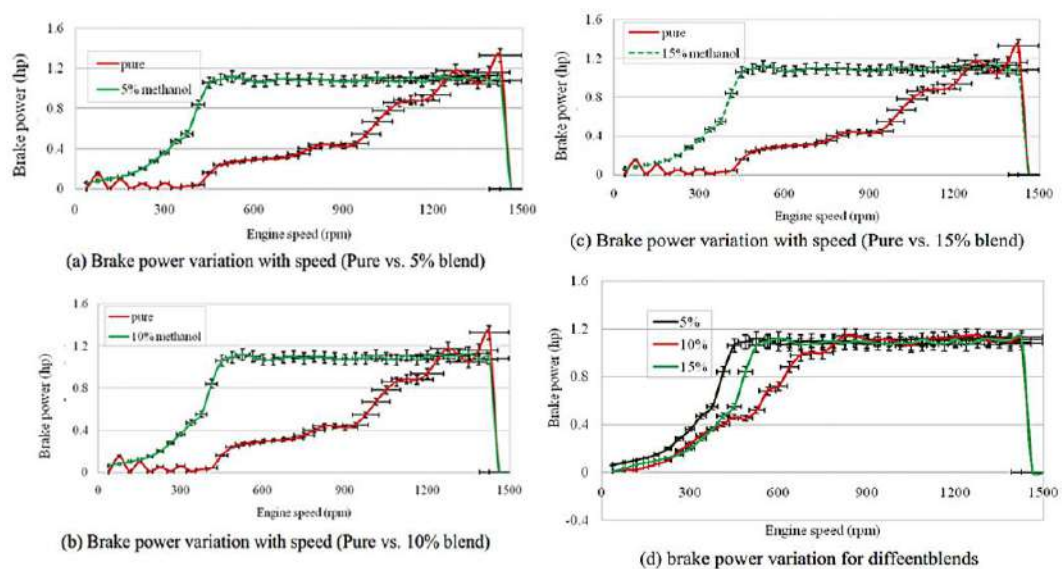 1.6
1.2
0.8
0.4
0
Brake power (hp)
pure
5% methanol
0 300 600 900 1200 1500
Engine speed (rpm)
(a) Brake power variation with speed (Pure vs. 5% blend)
1.6
1.2
0.8
0.4
0
Brake power (hp)
pure
10% methanol
0 300 600 900 1200 1500
Engine speed (rpm)
(b) Brake power variation with speed (Pure vs. 10% blend)
1.6
1.2
0.8
0.4
0
Brake power (hp)
pure
15% methanol
0 300 600 900 1200 1500
Engine speed (rpm)
(c) Brake power variation with speed (Pure vs. 15% blend)
1.6
1.2
0.8
0.4
0
-0.4
Brake power (hp)
5%
10%
15%
0 300 600 900 1200 1500
Engine speed (rpm)
(d) brake power variation for diffeentblends